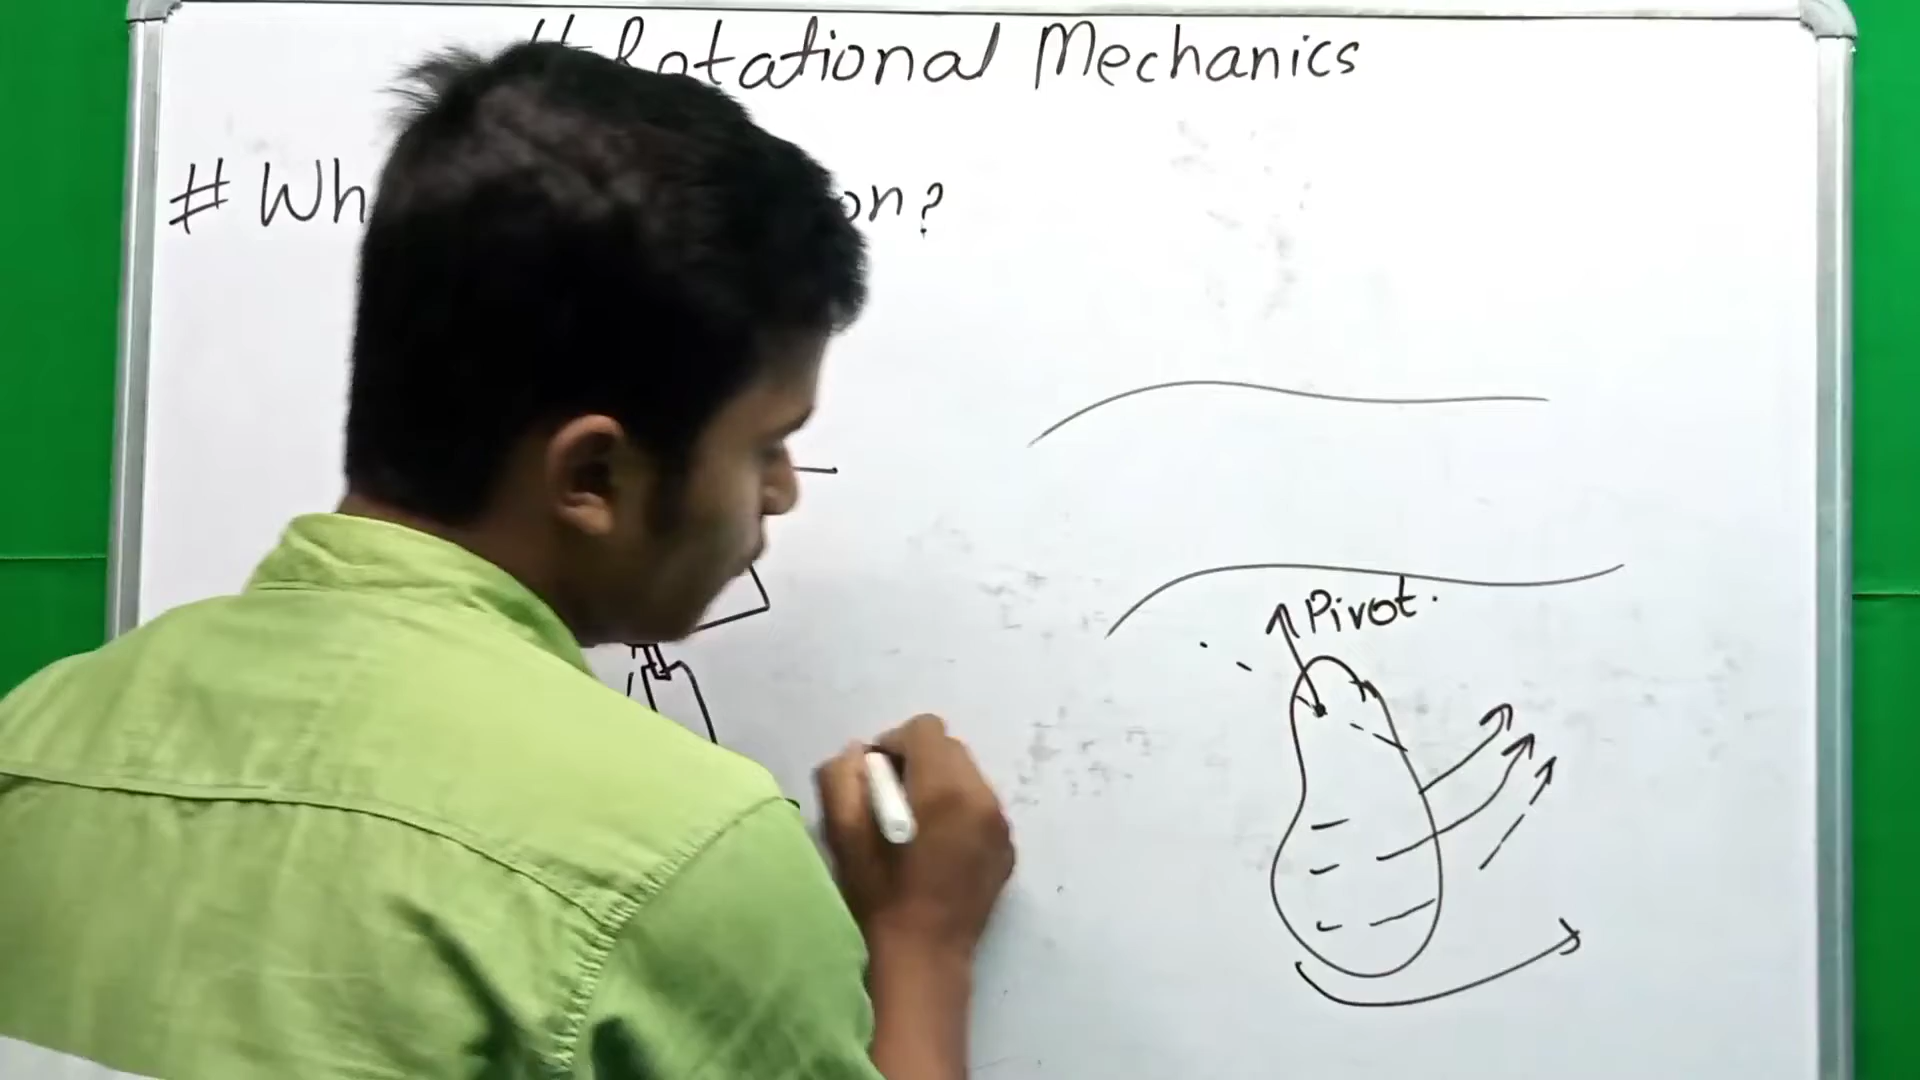 # Rotational Mechanics
# Wh on?
Pivot.